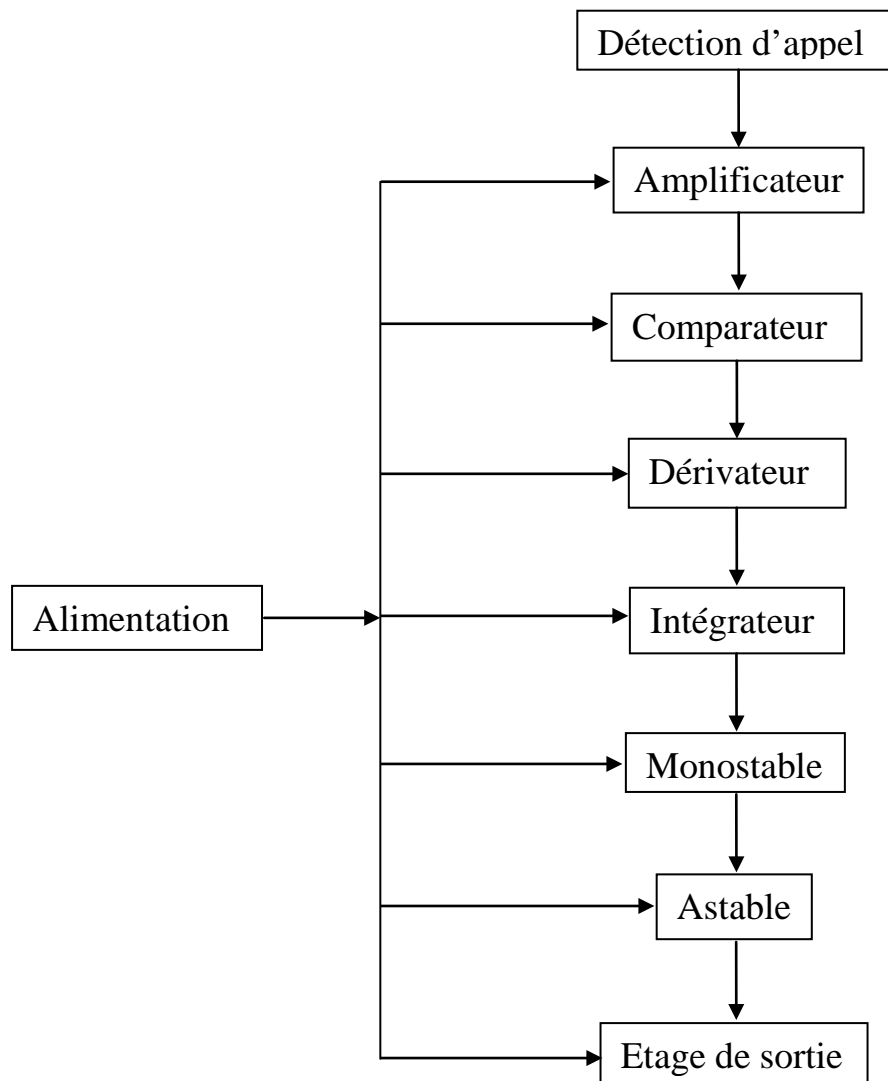 Détection d’appel
Amplificateur
Comparateur
Dérivateur
Alimentation
Intégrateur
Monostable
Astable
Etage de sortie